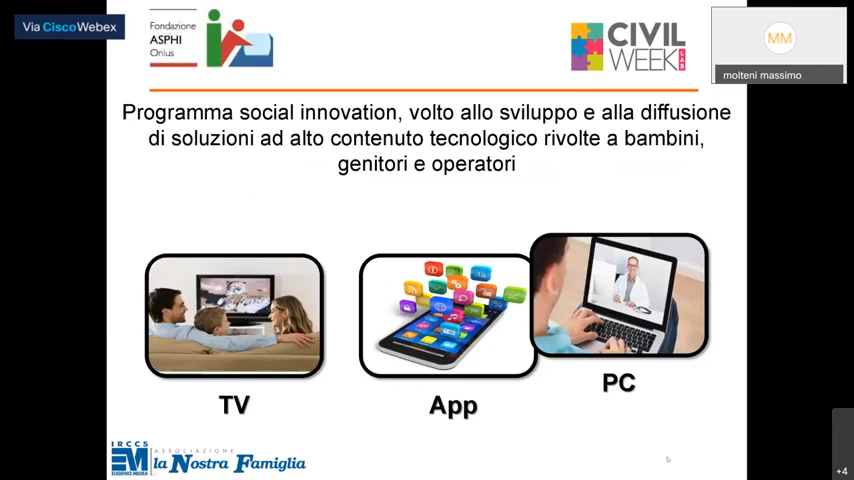 Via CiscoWebex
Fondazione
ASPHI
Onlus
CIVIL
WEEK
LAB
MM
molteni massimo
Programma social innovation, volto allo sviluppo e alla diffusione
di soluzioni ad alto contenuto tecnologico rivolte a bambini,
genitori e operatori
TV
App
PC
IRCCS
EUGENIO MEDEA
ASSOCIAZIONE
la Nostra Famiglia
+4